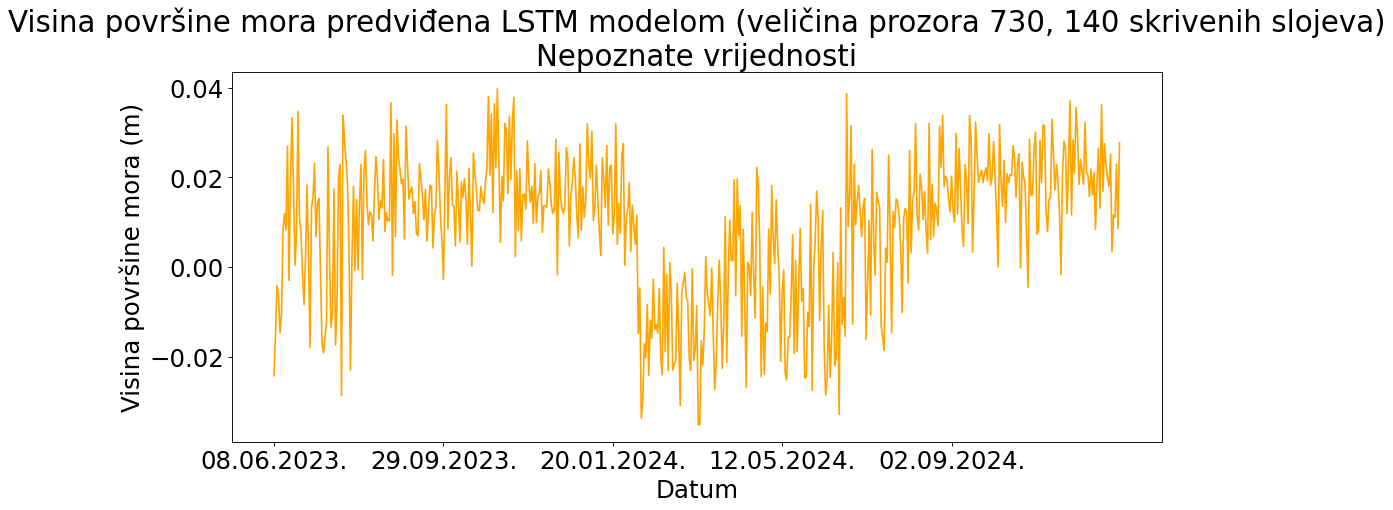 Visina površine mora predviđena LSTM modelom (veličina prozora 730, 140 skrivenih slojeva)
Nepoznate vrijednosti
Visina površine mora (m)
0.04
0.02
0.00
−0.02
08.06.2023.
29.09.2023.
20.01.2024.
12.05.2024.
02.09.2024.
Datum